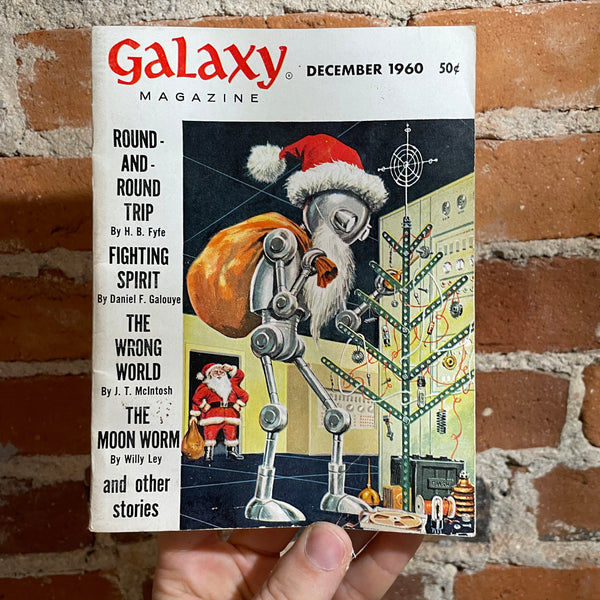 GALAXY
MAGAZINE
DECEMBER 1960 50¢
ROUND-
AND-
ROUND
TRIP
By H. B. Fyfe
FIGHTING
SPIRIT
By Daniel F. Galouye
THE
WRONG
WORLD
By J. T. McIntosh
THE
MOON WORM
By Willy Ley
and other
stories